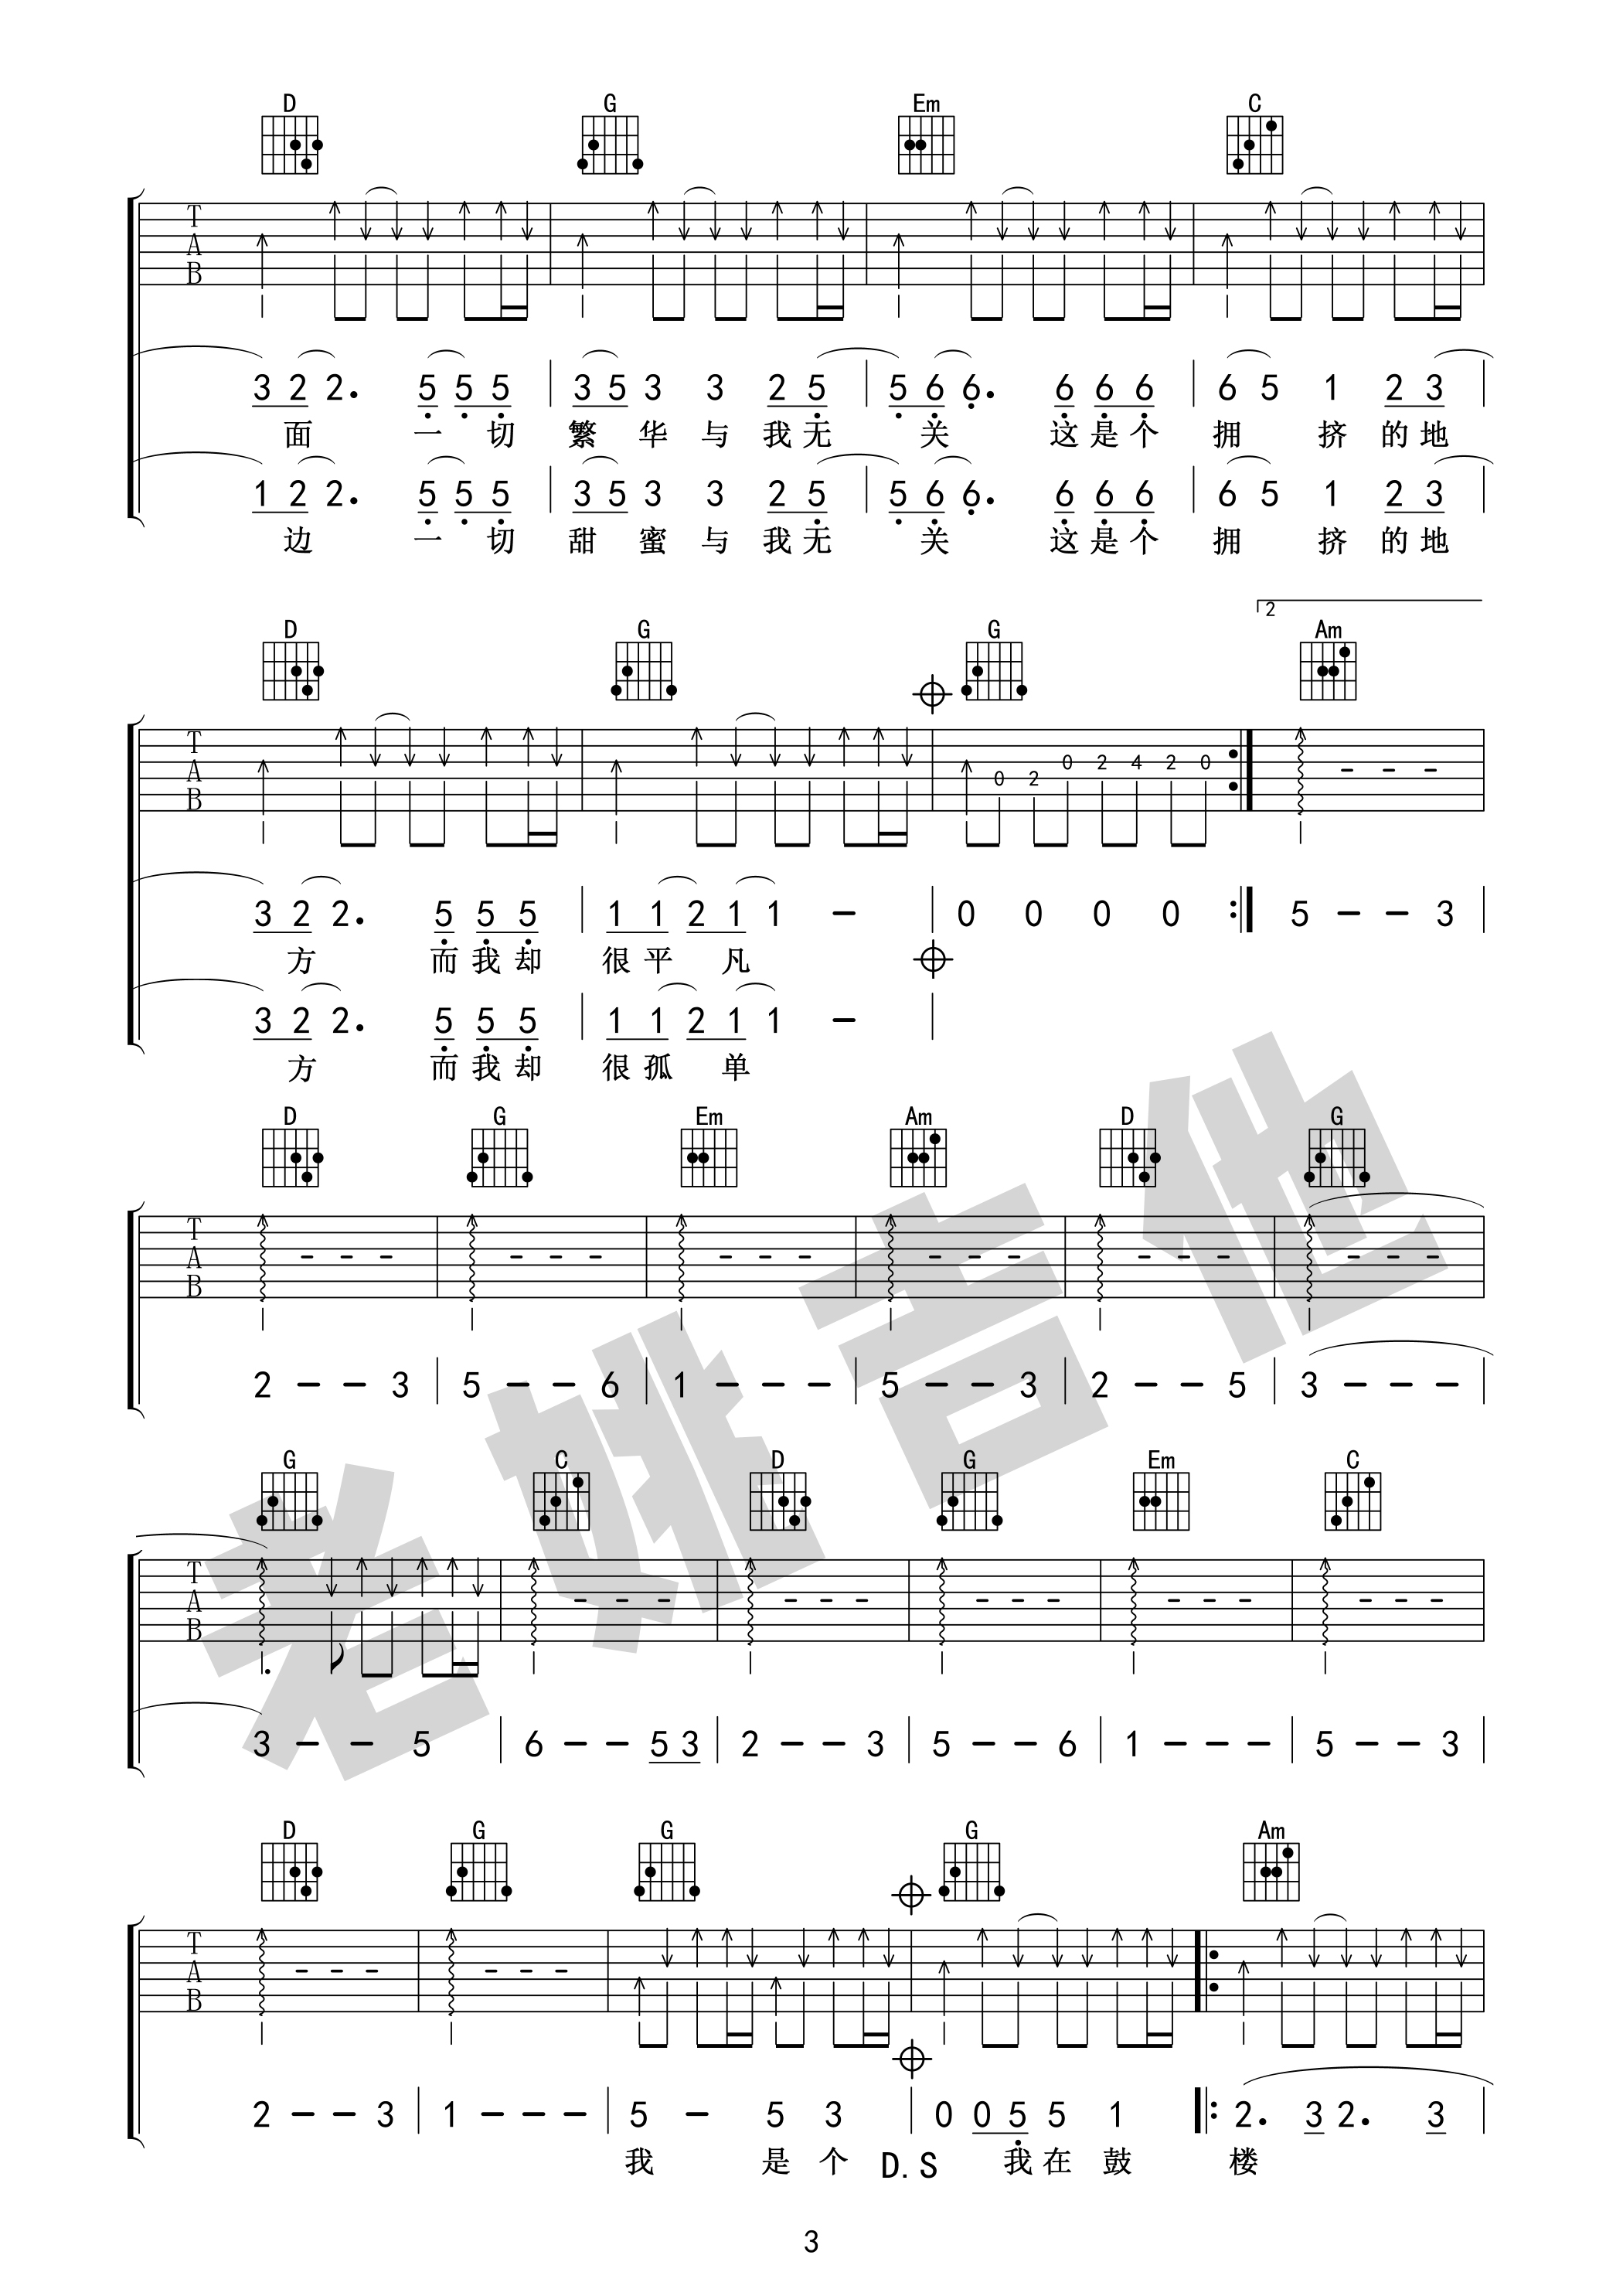 D G Em C
T A B
3 2 2. 5 5 5 3 5 3 3 2 5 5 6 6. 6 6 6 6 5 1 2 3
面 一 切 繁 华 与 我 无 关 这 是 个 拥 挤 的 地
1 2 2. 5 5 5 3 5 3 3 2 5 5 6 6. 6 6 6 6 5 1 2 3
边 一 切 甜 蜜 与 我 无 关 这 是 个 拥 挤 的 地
2
D G G Am
T A B
0 2 0 2 4 2 0 - - -
3 2 2. 5 5 5 1 1 2 1 1 - 0 0 0 0 5 - - 3
方 而 我 却 很 平 凡
3 2 2. 5 5 5 1 1 2 1 1 -
方 而 我 却 很 孤 单
D G Em Am D G
T A B
- - - - - - - - - - - - - - - - - -
2 - - 3 5 - - 6 1 - - - 5 - - 3 2 - - 5 3 - - -
G C D G Em C
T A B
- - - - - - - - - - - - - - -
3 - - 5 6 - - 5 3 2 - - 3 5 - - 6 1 - - - 5 - - 3
D G G G Am
T A B
- - - - - -
2 - - 3 1 - - - 5 - 5 3 0 0 5 5 1 2. 3 2. 3
我 是 个 D.S 我 在 鼓 楼
老姚吉他
3